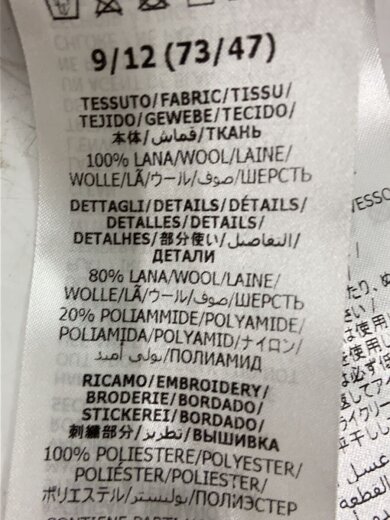 9/12 (73/47)
TESSUTO/FABRIC/TISSU/
TEJIDO/GEWEBE/TECIDO/
本体/قماش/ТКАНЬ
100% LANA/WOOL/LAINE/
WOLLE/LÃ/ウール/صوف/ШЕРСТЬ
DETTAGLI/DETAILS/DÉTAILS/
DETALLES/DETAILS/
DETALHES/部分使い/التفاصيل/
ДЕТАЛИ
80% LANA/WOOL/LAINE/
WOLLE/LÃ/ウール/صوف/ШЕРСТЬ
20% POLIAMMIDE/POLYAMIDE/
POLIAMIDA/POLYAMID/ナイロン/
POLIAMIDA/بولي أميد/ПОЛИАМИД
RICAMO/EMBROIDERY/
BRODERIE/BORDADO/
STICKEREI/BORDADO/
刺繍部分/تطريز/ВЫШИВКА
100% POLIESTERE/POLYESTER/
POLIÉSTER/POLYESTER/
POLIÉSTER/
ポリエステル/بوليستر/ПОЛИЭСТЕР